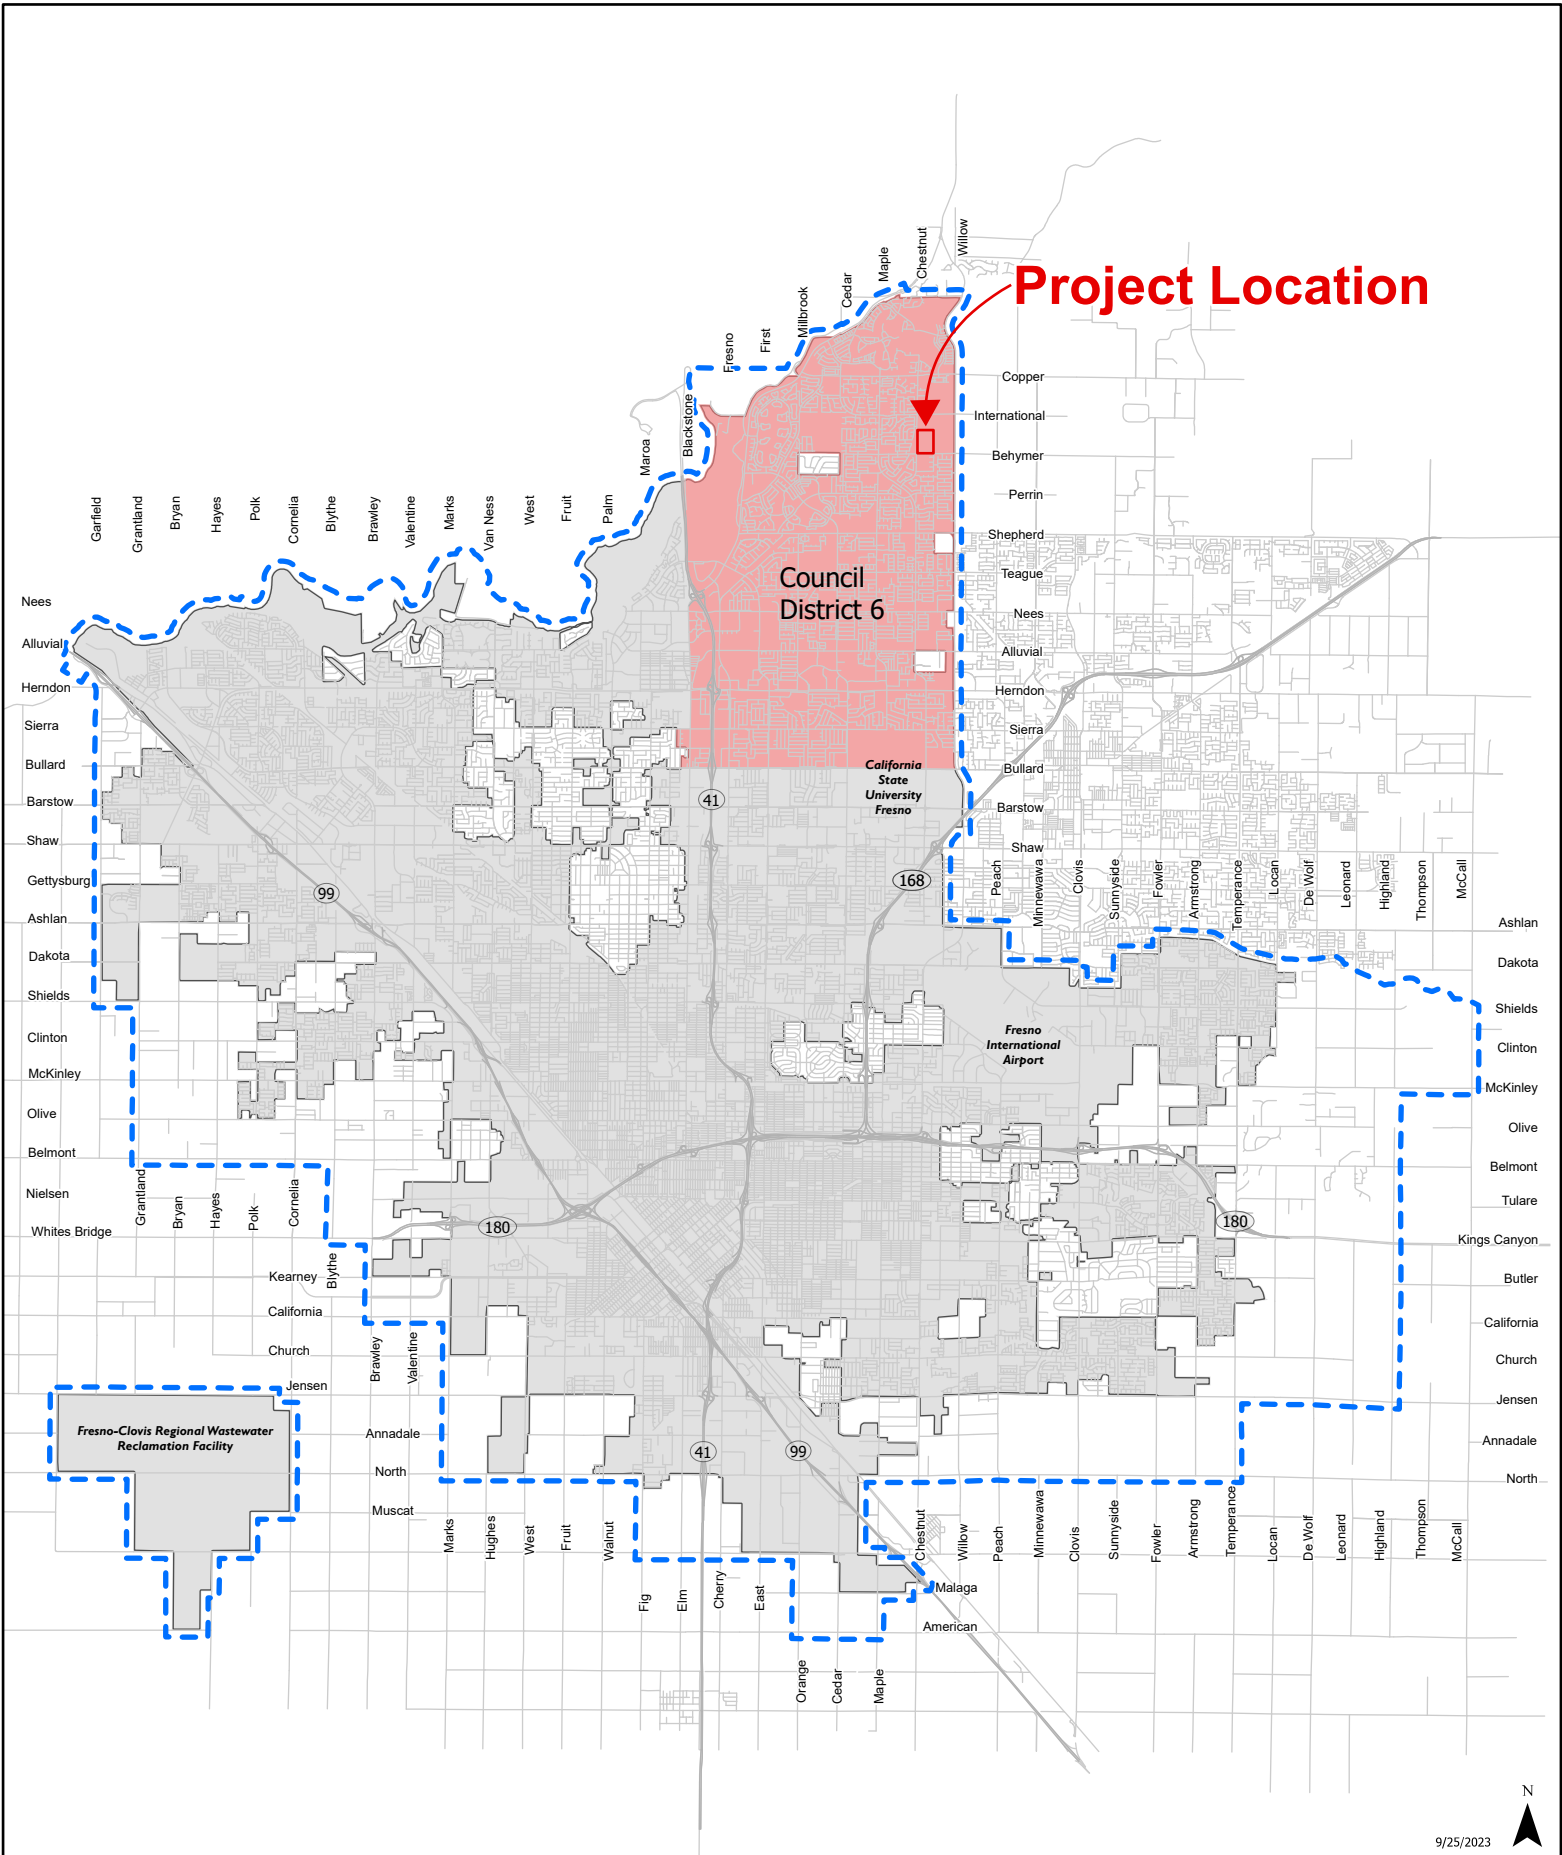 Willow
Chestnut
Maple
Cedar
Millbrook
First
Fresno
Blackstone
Maroa
Project Location
Copper
International
Behymer
Perrin
Shepherd
Teague
Nees
Alluvial
Herndon
Sierra
Bullard
Barstow
Shaw
Garfield
Grantland
Bryan
Hayes
Polk
Cornelia
Blythe
Brawley
Valentine
Marks
Van Ness
West
Fruit
Palm
Council
District 6
Nees
Alluvial
Herndon
Sierra
Bullard
Barstow
Shaw
Gettysburg
Ashlan
Dakota
Shields
Clinton
McKinley
Olive
Belmont
Nielsen
Whites Bridge
California
State
University
Fresno
41
168
99
Peach
Minnewawa
Clovis
Sunnyside
Fowler
Armstrong
Temperance
Locan
De Wolf
Leonard
Highland
Thompson
McCall
Ashlan
Dakota
Shields
Clinton
McKinley
Olive
Belmont
Tulare
Kings Canyon
Butler
California
Church
Jensen
Annadale
North
Fresno
International
Airport
Grantland
Bryan
Hayes
Polk
Cornelia
Blythe
180
180
Kearney
California
Church
Jensen
Brawley
Valentine
Fresno-Clovis Regional Wastewater
Reclamation Facility
Annadale
North
Muscat
41
99
Marks
Hughes
West
Fruit
Walnut
Fig
Elm
Cherry
East
Orange
Cedar
Maple
Chestnut
Willow
Peach
Minnewawa
Clovis
Sunnyside
Fowler
Armstrong
Temperance
Locan
De Wolf
Leonard
Highland
Thompson
McCall
Malaga
American
N
9/25/2023